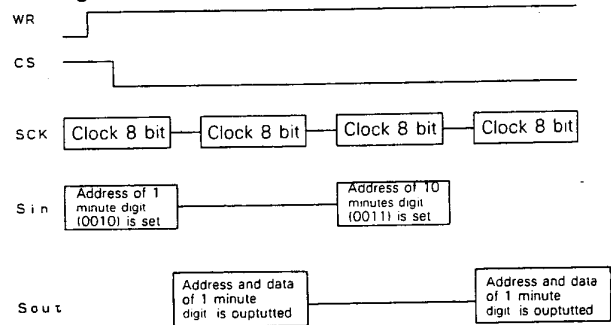 WR
CS
SCK
Clock 8 bit
Clock 8 bit
Clock 8 bit
Clock 8 bit
Sin
Address of 1
minute digit
(0010) is set
Address of 10
minutes digit
(0011) is set
Sout
Address and data
of 1 minute
digit is ouptutted
Address and data
of 1 minute
digit is ouptutted